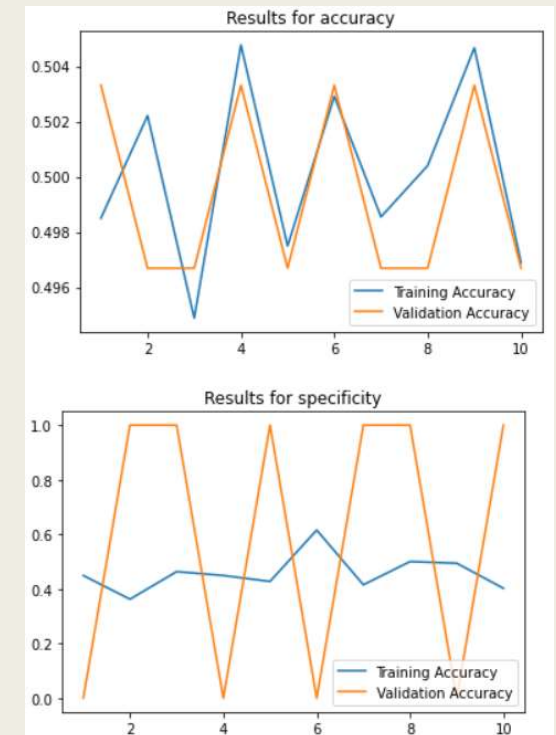 Results for accuracy
0.504
0.502
0.500
0.498
0.496
Training Accuracy
Validation Accuracy
2 4 6 8 10
Results for specificity
1.0
0.8
0.6
0.4
0.2
0.0
Training Accuracy
Validation Accuracy
2 4 6 8 10